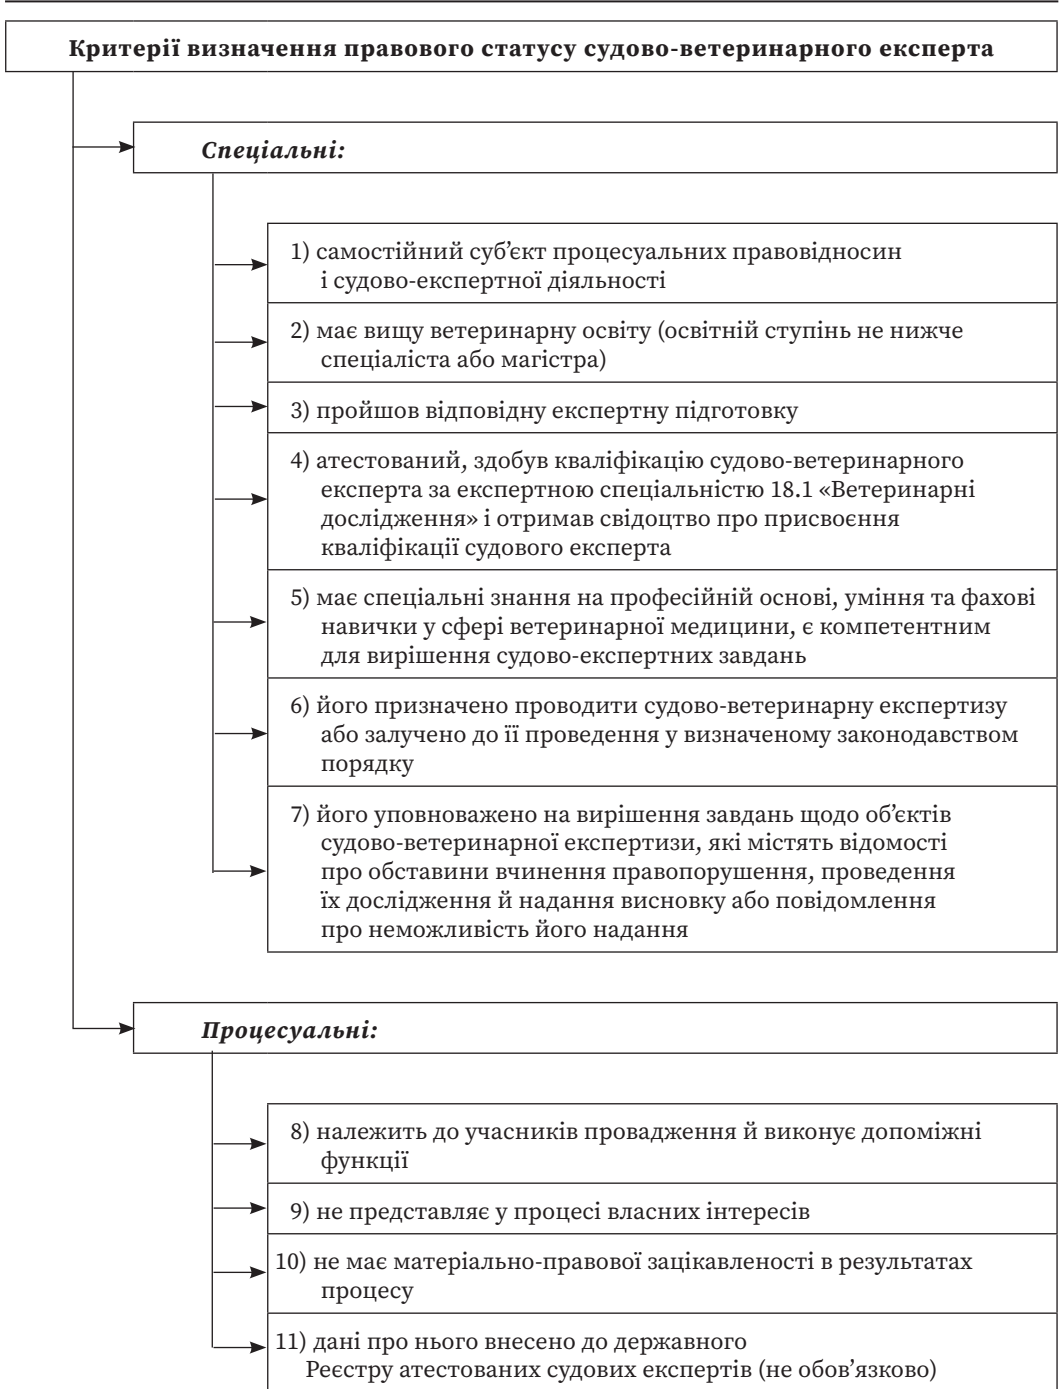 Критерії визначення правового статусу судово-ветеринарного експерта
Спеціальні:
1) самостійний суб’єкт процесуальних правовідносин
і судово-експертної діяльності
2) має вищу ветеринарну освіту (освітній ступінь не нижче
спеціаліста або магістра)
3) пройшов відповідну експертну підготовку
4) атестований, здобув кваліфікацію судово-ветеринарного
експерта за експертною спеціальністю 18.1 «Ветеринарні
дослідження» і отримав свідоцтво про присвоєння
кваліфікації судового експерта
5) має спеціальні знання на професійній основі, уміння та фахові
навички у сфері ветеринарної медицини, є компетентним
для вирішення судово-експертних завдань
6) його призначено проводити судово-ветеринарну експертизу
або залучено до її проведення у визначеному законодавством
порядку
7) його уповноважено на вирішення завдань щодо об’єктів
судово-ветеринарної експертизи, які містять відомості
про обставини вчинення правопорушення, проведення
їх дослідження й надання висновку або повідомлення
про неможливість його надання
Процесуальні:
8) належить до учасників провадження й виконує допоміжні
функції
9) не представляє у процесі власних інтересів
10) не має матеріально-правової зацікавленості в результатах
процесу
11) дані про нього внесено до державного
Реєстру атестованих судових експертів (не обов’язково)